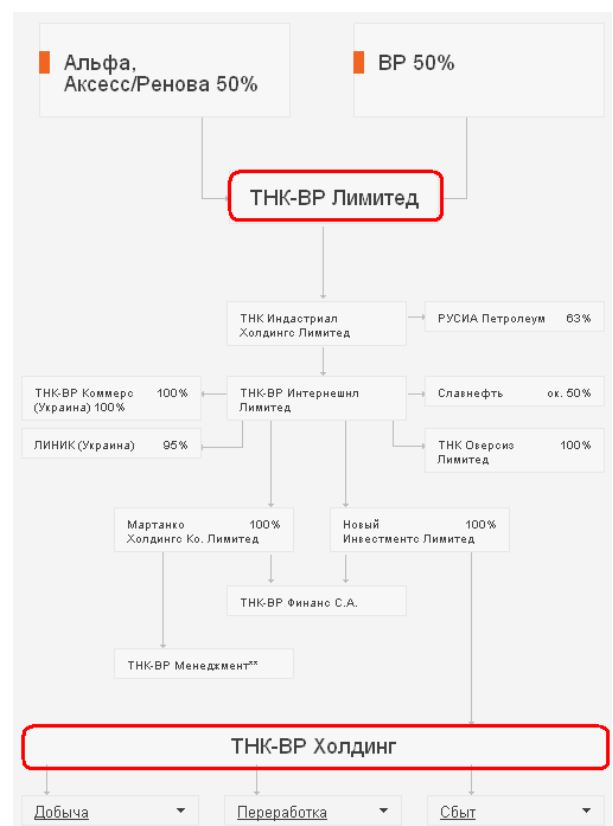 Альфа,
Аксесс/Ренова 50%
ВР 50%
ТНК-ВР Лимитед
ТНК Индастриал
Холдингс Лимитед
РУСИА Петролеум 63%
ТНК-ВР Коммерс 100%
(Украина) 100%
ТНК-ВР Интернешнл
Лимитед
Славнефть ок. 50%
ЛИНИК (Украина) 95%
ТНК Оверсиз 100%
Лимитед
Мартанко 100%
Холдингс Ко. Лимитед
Новый 100%
Инвестментс Лимитед
ТНК-ВР Финанс С.А.
ТНК-ВР Менеджмент**
ТНК-ВР Холдинг
Добыча
Переработка
Сбыт